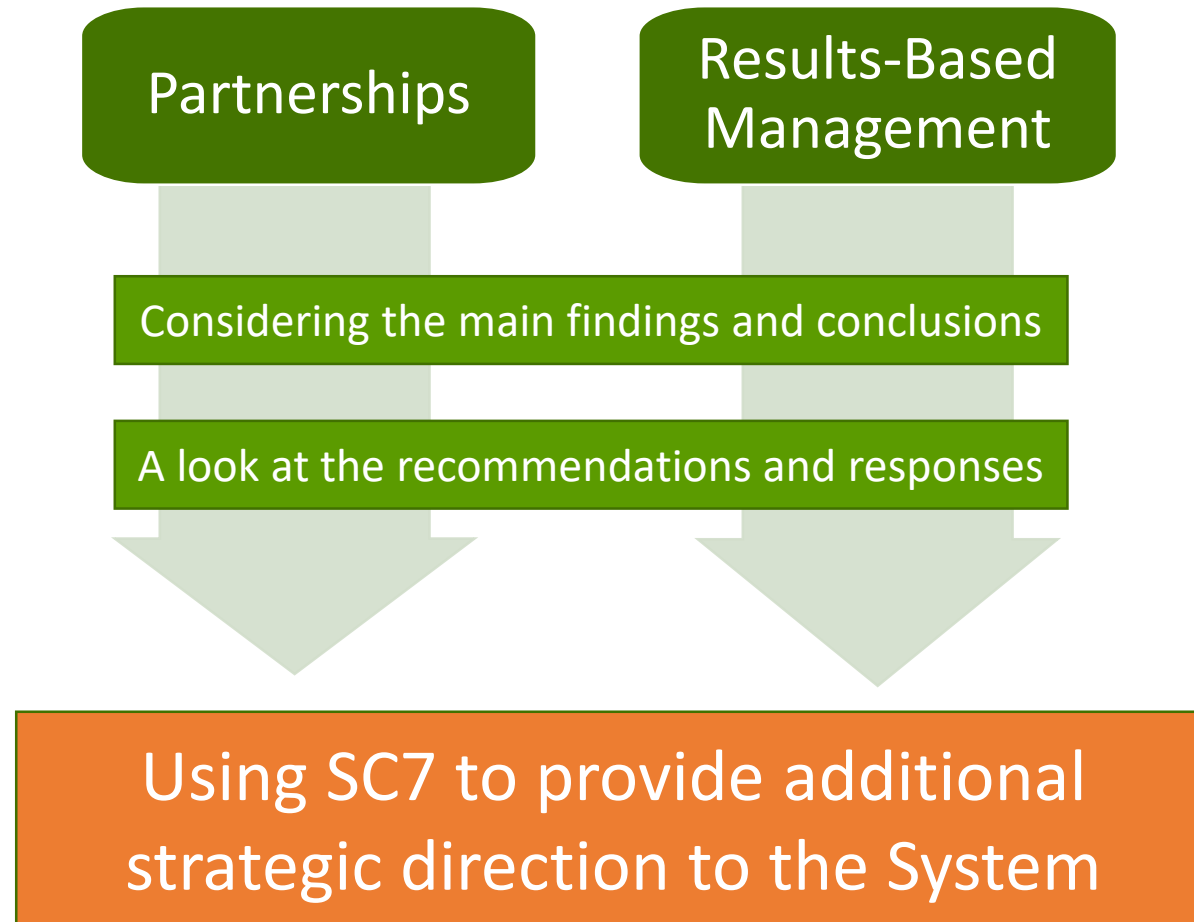 Partnerships
Results-Based
Management
Considering the main findings and conclusions
A look at the recommendations and responses
Using SC7 to provide additional
strategic direction to the System